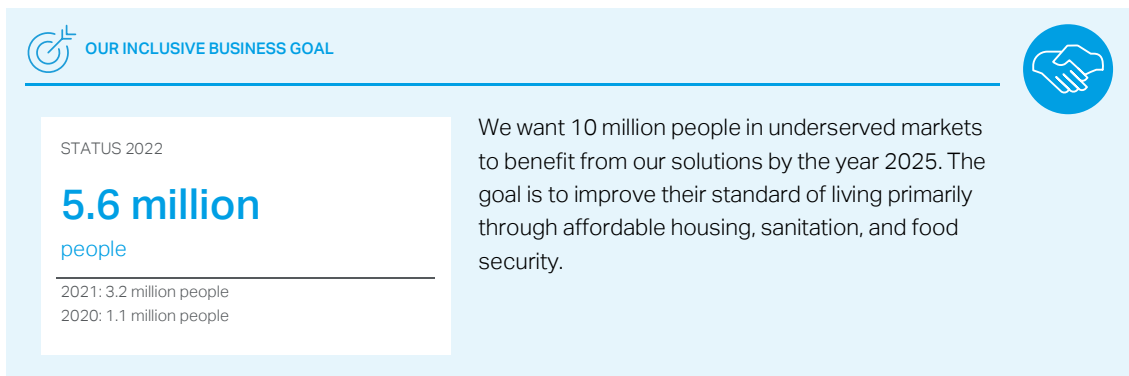 OUR INCLUSIVE BUSINESS GOAL
STATUS 2022
5.6 million
people
2021: 3.2 million people
2020: 1.1 million people
We want 10 million people in underserved markets
to benefit from our solutions by the year 2025. The
goal is to improve their standard of living primarily
through affordable housing, sanitation, and food
security.